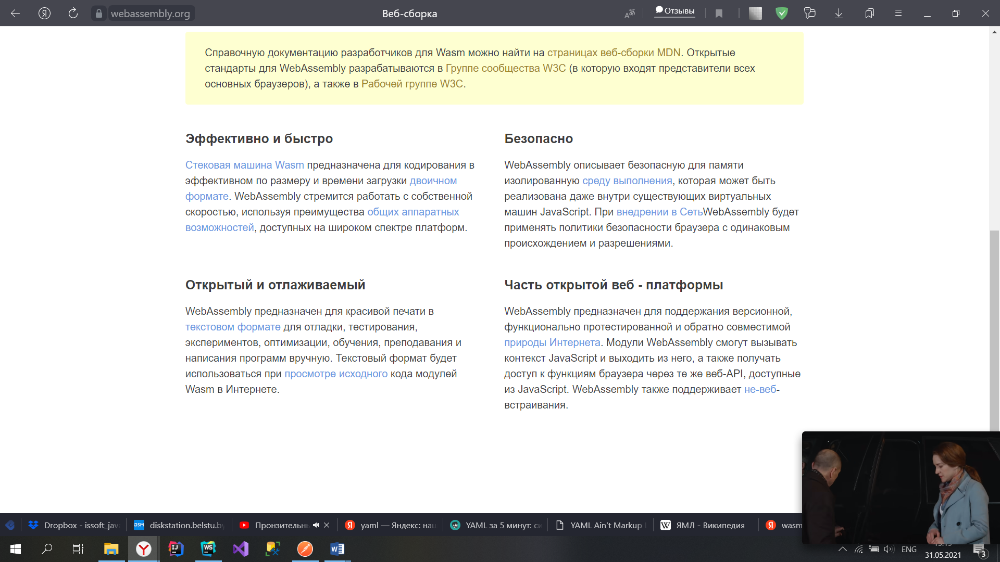 webassembly.org
Веб-сборка
Отзывы
Справочную документацию разработчиков для Wasm можно найти на страницах веб-сборки MDN. Открытые
стандарты для WebAssembly разрабатываются в Группе сообщества W3C (в которую входят представители всех
основных браузеров), а также в Рабочей группе W3C.
Эффективно и быстро
Стековая машина Wasm предназначена для кодирования в
эффективном по размеру и времени загрузки двоичном
формате. WebAssembly стремится работать с собственной
скоростью, используя преимущества общих аппаратных
возможностей, доступных на широком спектре платформ.
Безопасно
WebAssembly описывает безопасную для памяти
изолированную среду выполнения, которая может быть
реализована даже внутри существующих виртуальных
машин JavaScript. При внедрении в СетьWebAssembly будет
применять политики безопасности браузера с одинаковым
происхождением и разрешениями.
Открытый и отлаживаемый
WebAssembly предназначен для красивой печати в
текстовом формате для отладки, тестирования,
экспериментов, оптимизации, обучения, преподавания и
написания программ вручную. Текстовый формат будет
использоваться при просмотре исходного кода модулей
Wasm в Интернете.
Часть открытой веб - платформы
WebAssembly предназначен для поддержания версионной,
функционально протестированной и обратно совместимой
природы Интернета. Модули WebAssembly смогут вызывать
контекст JavaScript и выходить из него, а также получать
доступ к функциям браузера через те же веб-API, доступные
из JavaScript. WebAssembly также поддерживает не-веб-
встраивания.
Dropbox - issoft_java
DSM diskstation.belstu.by
Пронзительн
yaml — Яндекс: наш
YAML за 5 минут: си
YAML Ain't Markup
W ЯМЛ - Википедия
wasm
ENG
31.05.2021
3